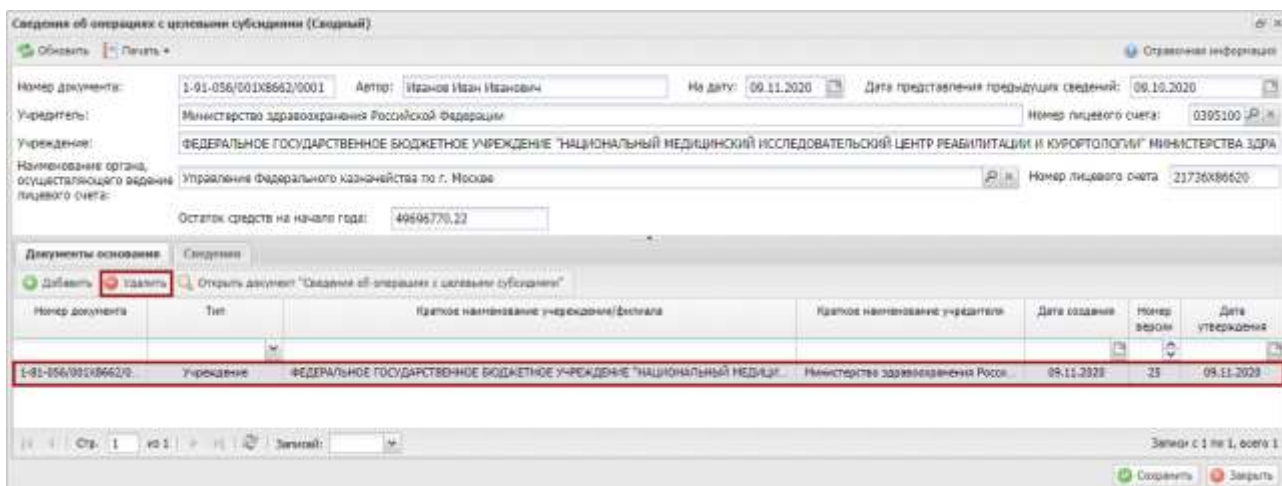 Сведения об операциях с целевыми субсидиями (Сводный)
Обновить Печать Справочная информация
Номер документа: 1-91-056/001Х8662/0001 Автор: Иванов Иван Иванович На дату: 09.11.2020 Дата представления предыдущих сведений: 09.10.2020
Учредитель: Министерство здравоохранения Российской Федерации Номер лицевого счета: 0395100
Учреждение: ФЕДЕРАЛЬНОЕ ГОСУДАРСТВЕННОЕ БЮДЖЕТНОЕ УЧРЕЖДЕНИЕ "НАЦИОНАЛЬНЫЙ МЕДИЦИНСКИЙ ИССЛЕДОВАТЕЛЬСКИЙ ЦЕНТР РЕАБИЛИТАЦИИ И КУРОРТОЛОГИИ" МИНИСТЕРСТВА ЗДРА
Наименование органа,
осуществляющего ведение Управление Федерального казначейства по г. Москве Номер лицевого счета 21736Х86620
лицевого счета:
Остаток средств на начало года: 49696770,22
Документы основание Сведения
Добавить Удалить Открыть документ "Сведения об операциях с целевыми субсидиями"
Номер документа Тип Краткое наименование учреждения/филиала Краткое наименование учредителя Дата создания Номер версии Дата утверждения
1-91-056/001Х8662/0 Учреждение ФЕДЕРАЛЬНОЕ ГОСУДАРСТВЕННОЕ БЮДЖЕТНОЕ УЧРЕЖДЕНИЕ "НАЦИОНАЛЬНЫЙ МЕДИЦИ... Министерство здравоохранения Росси... 09.11.2020 25 09.11.2020
Стр. 1 из 1 Записей: Записи с 1 по 1, всего 1
Сохранить Закрыть